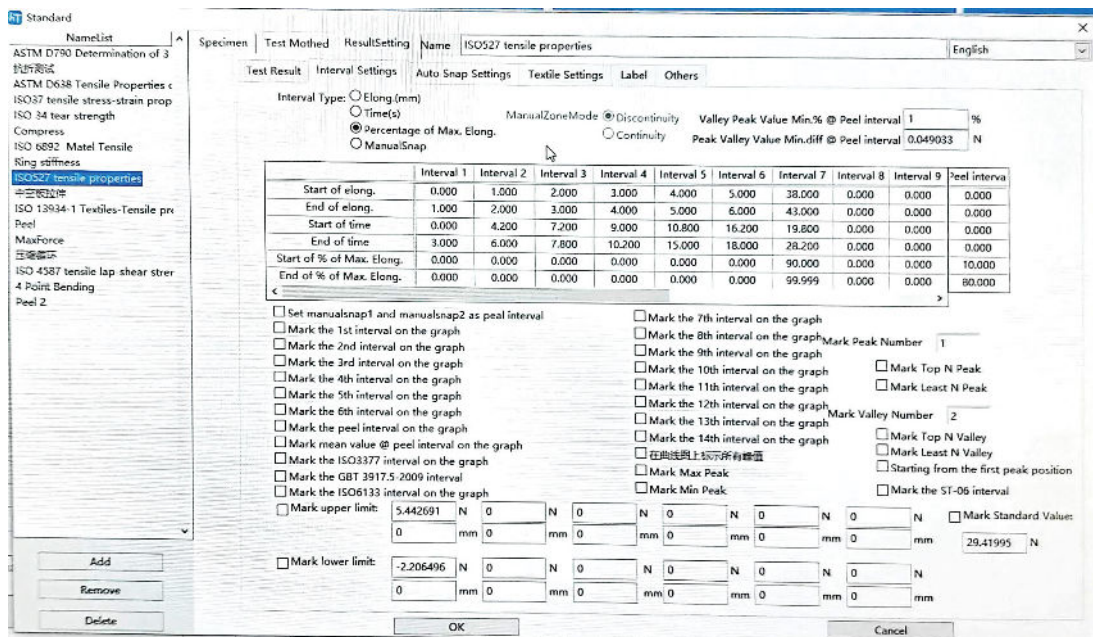 Standard
NameList
ASTM D790 Determination of 3
抗折测试
ASTM D638 Tensile Properties c
ISO37 tensile stress-strain prop
ISO 34 tear strength
Compress
ISO 6892 Matel Tensile
Ring stiffness
ISO527 tensile properties
中空板拉伸
ISO 13934-1 Textiles-Tensile pr
Peel
MaxForce
压缩循环
ISO 4587 tensile lap-shear strer
4 Point Bending
Peel 2
Add
Remove
Delete
Specimen Test Mothed ResultSetting Name ISO527 tensile properties English
Test Result Interval Settings Auto Snap Settings Textile Settings Label Others
Interval Type: Elong.(mm)
Time(s)
Percentage of Max. Elong.
ManualSnap
ManualZoneMode Discontinuity
Continuity
Valley Peak Value Min.% @ Peel interval 1 %
Peak Valley Value Min.diff @ Peel interval 0.049033 N
Interval 1 Interval 2 Interval 3 Interval 4 Interval 5 Interval 6 Interval 7 Interval 8 Interval 9 Peel interva
Start of elong. 0.000 1.000 2.000 3.000 4.000 5.000 38.000 0.000 0.000 0.000
End of elong. 1.000 2.000 3.000 4.000 5.000 6.000 43.000 0.000 0.000 0.000
Start of time 0.000 4.200 7.200 9.000 10.800 16.200 19.800 0.000 0.000 0.000
End of time 3.000 6.000 7.800 10.200 15.000 18.000 28.200 0.000 0.000 0.000
Start of % of Max. Elong. 0.000 0.000 0.000 0.000 0.000 0.000 90.000 0.000 0.000 10.000
End of % of Max. Elong. 0.000 0.000 0.000 0.000 0.000 0.000 99.999 0.000 0.000 80.000
Set manualsnap1 and manualsnap2 as peal interval
Mark the 1st interval on the graph
Mark the 2nd interval on the graph
Mark the 3rd interval on the graph
Mark the 4th interval on the graph
Mark the 5th interval on the graph
Mark the 6th interval on the graph
Mark the peel interval on the graph
Mark mean value @ peel interval on the graph
Mark the ISO3377 interval on the graph
Mark the GBT 3917.5-2009 interval
Mark the ISO6133 interval on the graph
Mark the 7th interval on the graph
Mark the 8th interval on the graph
Mark the 9th interval on the graph
Mark the 10th interval on the graph
Mark the 11th interval on the graph
Mark the 12th interval on the graph
Mark the 13th interval on the graph
Mark the 14th interval on the graph
在曲线图上标示所有峰值
Mark Max Peak
Mark Min Peak
Mark Peak Number 1
Mark Top N Peak
Mark Least N Peak
Mark Valley Number 2
Mark Top N Valley
Mark Least N Valley
Starting from the first peak position
Mark the ST-06 interval
Mark upper limit: 5.442691 N 0 N 0 N 0 N 0 N 0 N
0 mm 0 mm 0 mm 0 mm 0 mm 0 mm
Mark Standard Value:
29.41995 N
Mark lower limit: -2.206496 N 0 N 0 N 0 N 0 N 0 N
0 mm 0 mm 0 mm 0 mm 0 mm 0 mm
OK Cancel